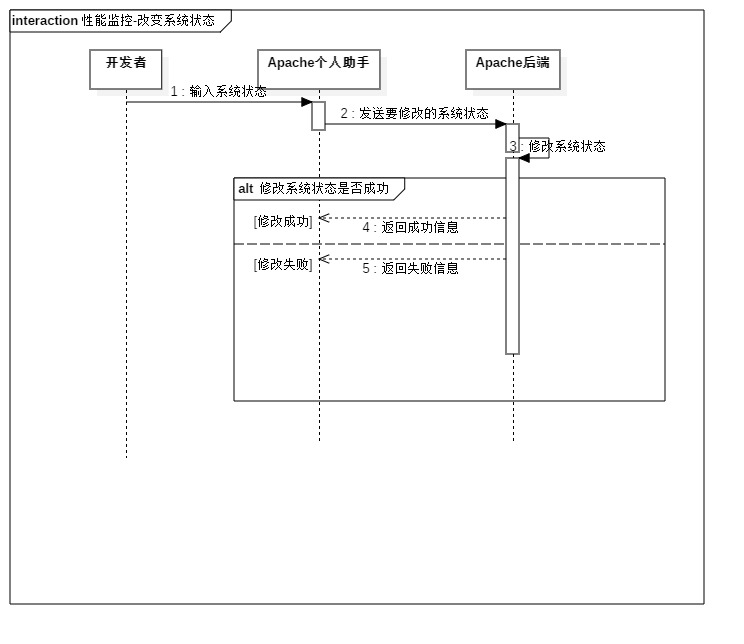 interaction 性能监控-改变系统状态
开发者
Apache个人助手
Apache后端
1 : 输入系统状态
2 : 发送要修改的系统状态
3 : 修改系统状态
alt 修改系统状态是否成功
[修改成功]
4 : 返回成功信息
[修改失败]
5 : 返回失败信息